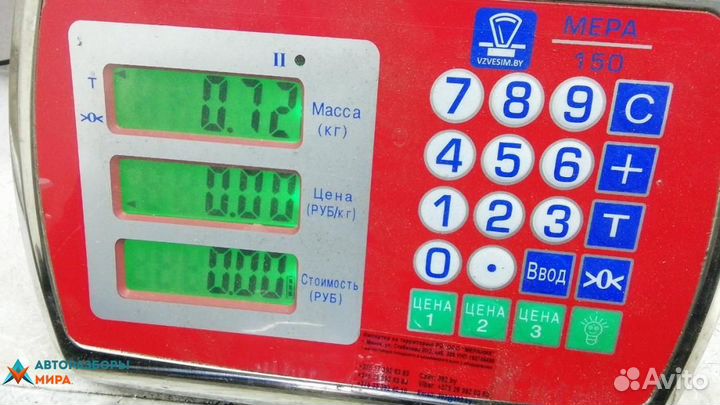 VZVESIM.BY
МЕРА
150
II
T
>0<
0.72
Масса
(кг)
0.00
Цена
(РУБ/кг)
0.00
Стоимость
(РУБ)
7 8 9 C
4 5 6 +
1 2 3 T
0 . Ввод >0<
ЦЕНА 1 ЦЕНА 2 ЦЕНА 3
АВТОРАЗБОРЫ
МИРА.
Avito